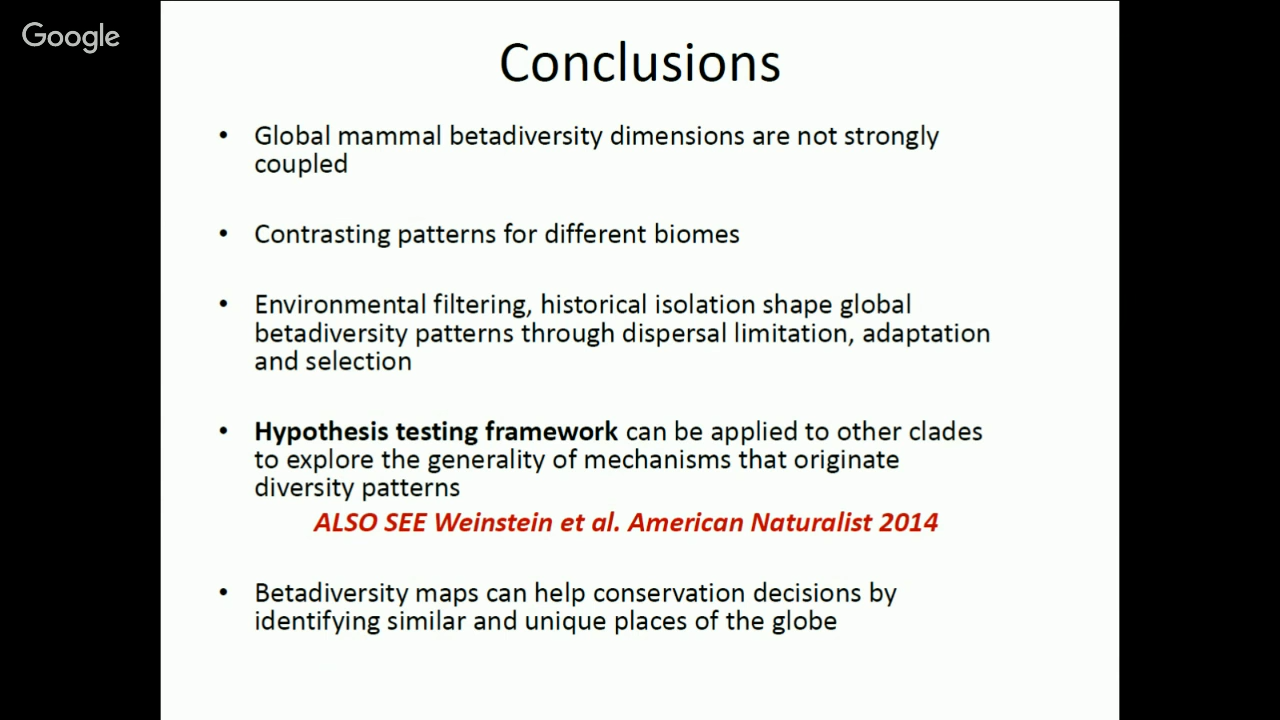 Google
Conclusions
• Global mammal betadiversity dimensions are not strongly
coupled
• Contrasting patterns for different biomes
• Environmental filtering, historical isolation shape global
betadiversity patterns through dispersal limitation, adaptation
and selection
• Hypothesis testing framework can be applied to other clades
to explore the generality of mechanisms that originate
diversity patterns
ALSO SEE Weinstein et al. American Naturalist 2014
• Betadiversity maps can help conservation decisions by
identifying similar and unique places of the globe